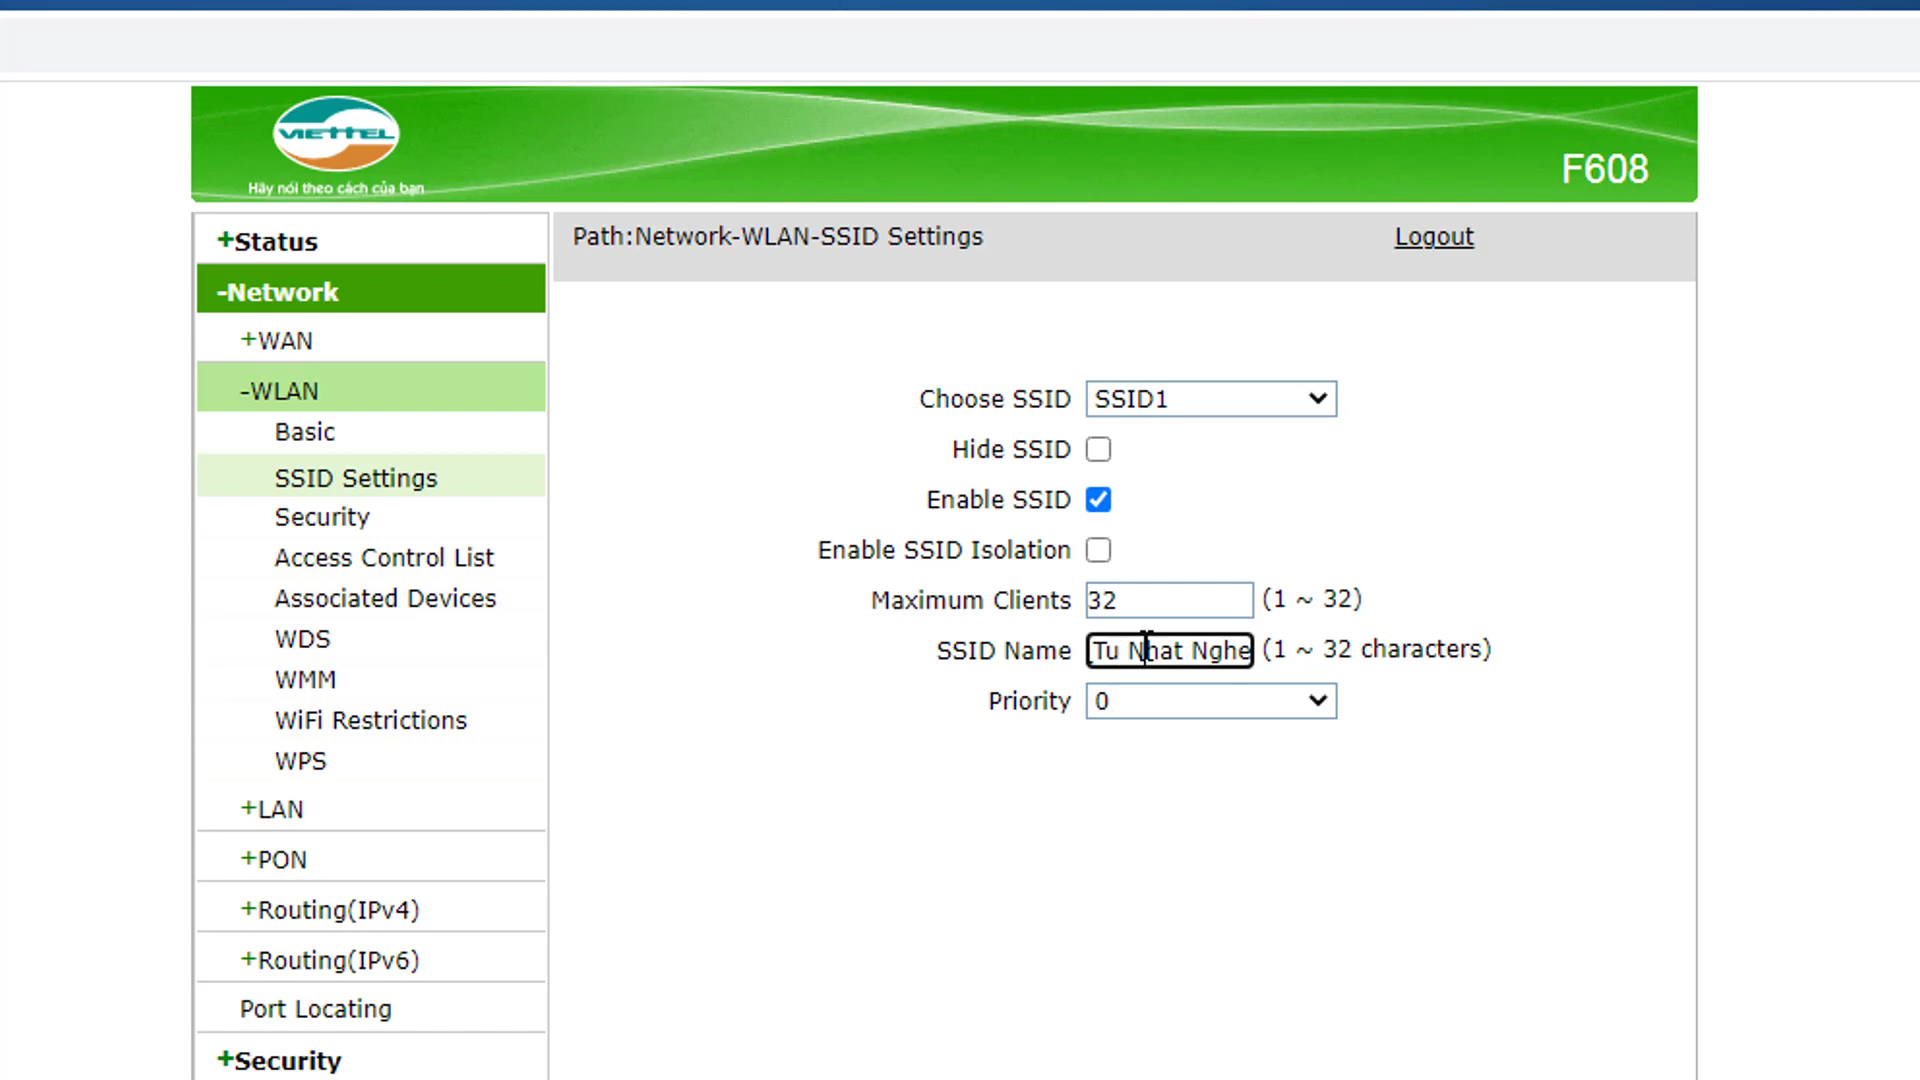 VIETTEL
Hãy nói theo cách của bạn
F608
+Status
-Network
+WAN
-WLAN
Basic
SSID Settings
Security
Access Control List
Associated Devices
WDS
WMM
WiFi Restrictions
WPS
+LAN
+PON
+Routing(IPv4)
+Routing(IPv6)
Port Locating
+Security
Path:Network-WLAN-SSID Settings
Logout
Choose SSID SSID1
Hide SSID
Enable SSID
Enable SSID Isolation
Maximum Clients 32 (1 ~ 32)
SSID Name Tu Nhat Nghe (1 ~ 32 characters)
Priority 0